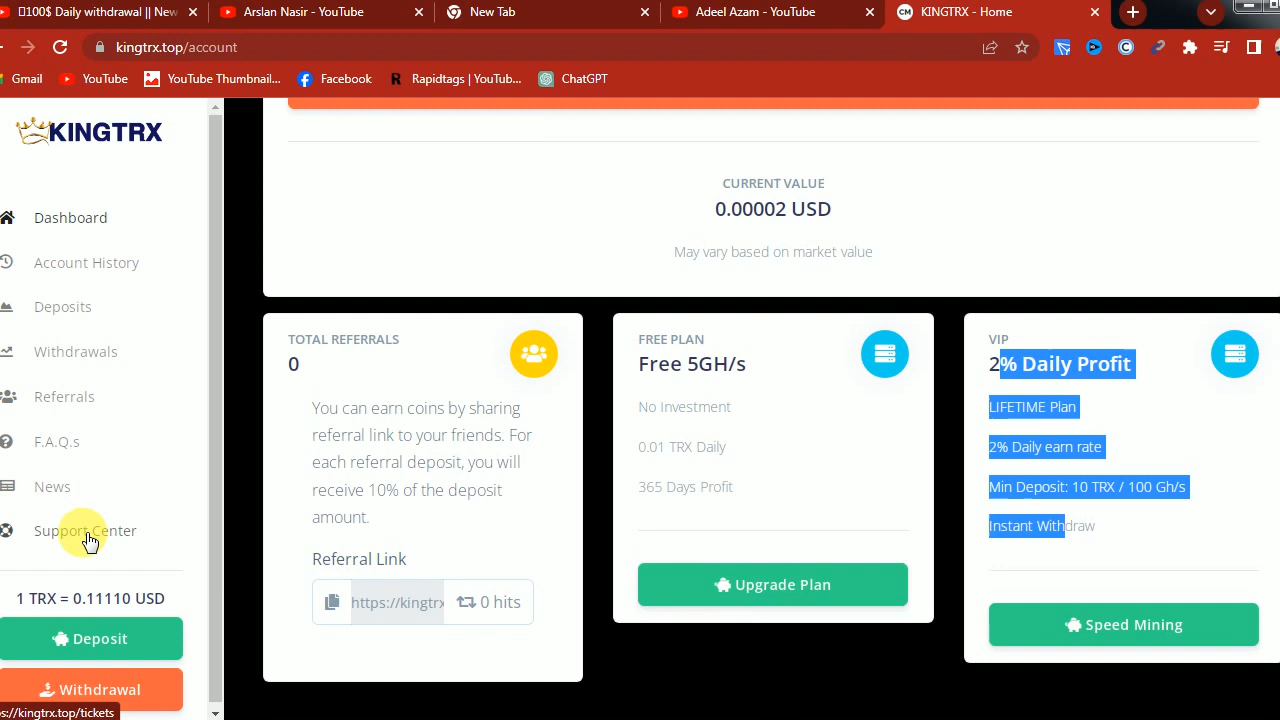 100$ Daily withdrawal || New
Arslan Nasir - YouTube
New Tab
Adeel Azam - YouTube
CM KINGTRX - Home
kingtrx.top/account
Gmail
YouTube
YouTube Thumbnail...
Facebook
R Rapidtags | YouTub...
ChatGPT
KINGTRX
Dashboard
Account History
Deposits
Withdrawals
Referrals
F.A.Q.s
News
Support Center
1 TRX = 0.11110 USD
Deposit
Withdrawal
s://kingtrx.top/tickets
CURRENT VALUE
0.00002 USD
May vary based on market value
TOTAL REFERRALS
0
You can earn coins by sharing
referral link to your friends. For
each referral deposit, you will
receive 10% of the deposit
amount.
Referral Link
https://kingtrx
0 hits
FREE PLAN
Free 5GH/s
No Investment
0.01 TRX Daily
365 Days Profit
Upgrade Plan
VIP
2% Daily Profit
LIFETIME Plan
2% Daily earn rate
Min Deposit: 10 TRX / 100 Gh/s
Instant Withdraw
Speed Mining